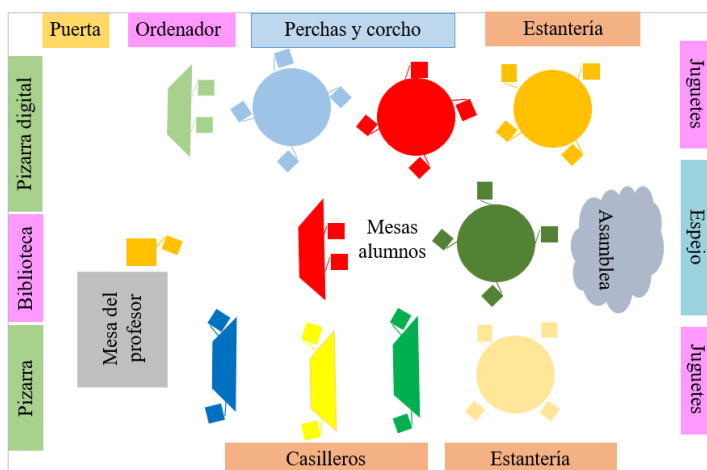 Puerta
Ordenador
Perchas y corcho
Estantería
Pizarra digital
Juguetes
Mesas
alumnos
Asamblea
Espejo
Biblioteca
Mesa del
profesor
Pizarra
Juguetes
Casilleros
Estantería